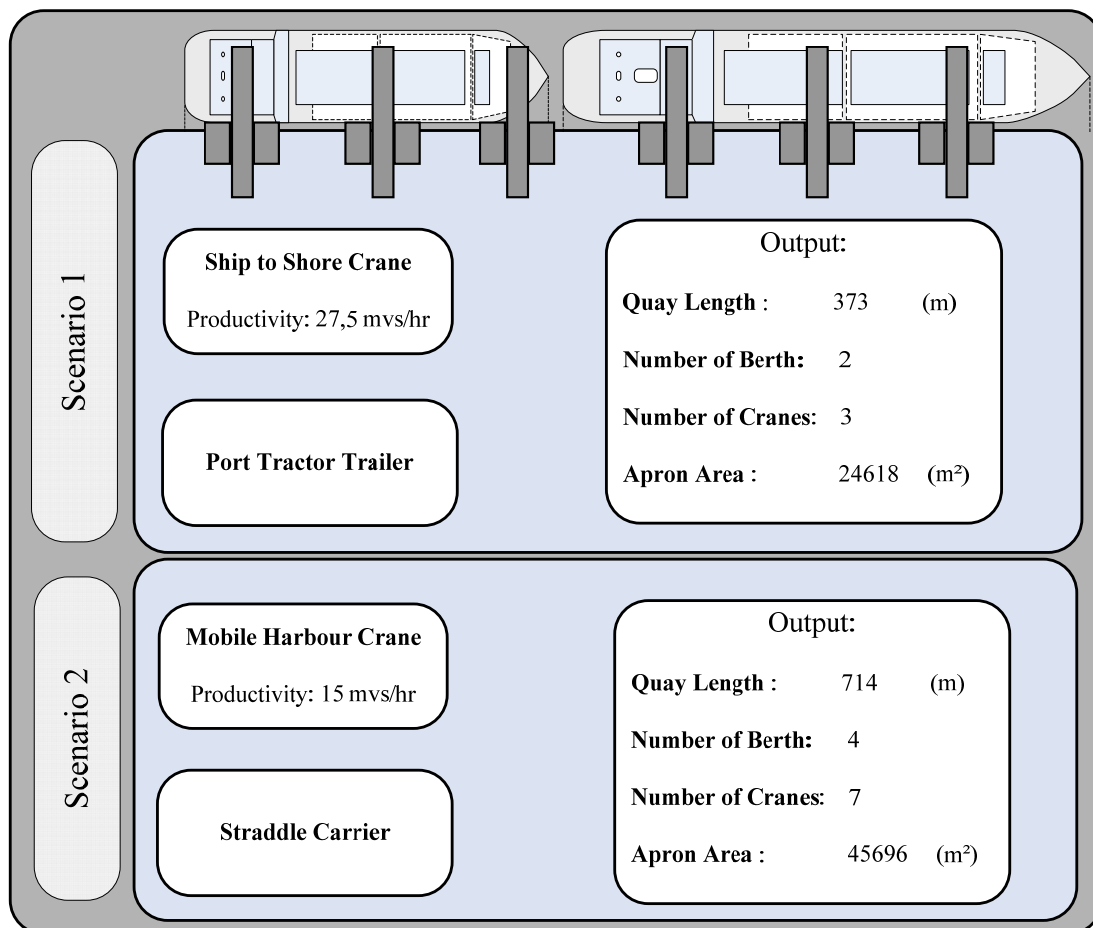 Scenario 1
Ship to Shore Crane
Productivity: 27,5 mvs/hr
Port Tractor Trailer
Output:
Quay Length : 373 (m)
Number of Berth: 2
Number of Cranes: 3
Apron Area : 24618 (m²)
Scenario 2
Mobile Harbour Crane
Productivity: 15 mvs/hr
Straddle Carrier
Output:
Quay Length : 714 (m)
Number of Berth: 4
Number of Cranes: 7
Apron Area : 45696 (m²)